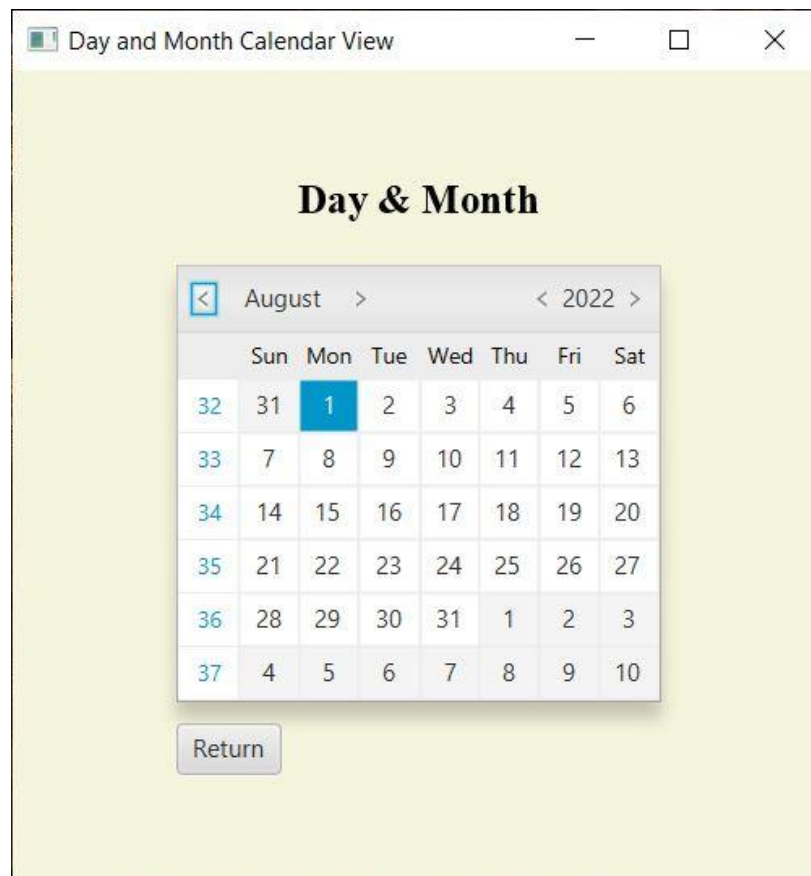 Day and Month Calendar View
Day & Month
< August > < 2022 >
Sun Mon Tue Wed Thu Fri Sat
32 31 1 2 3 4 5 6
33 7 8 9 10 11 12 13
34 14 15 16 17 18 19 20
35 21 22 23 24 25 26 27
36 28 29 30 31 1 2 3
37 4 5 6 7 8 9 10
Return